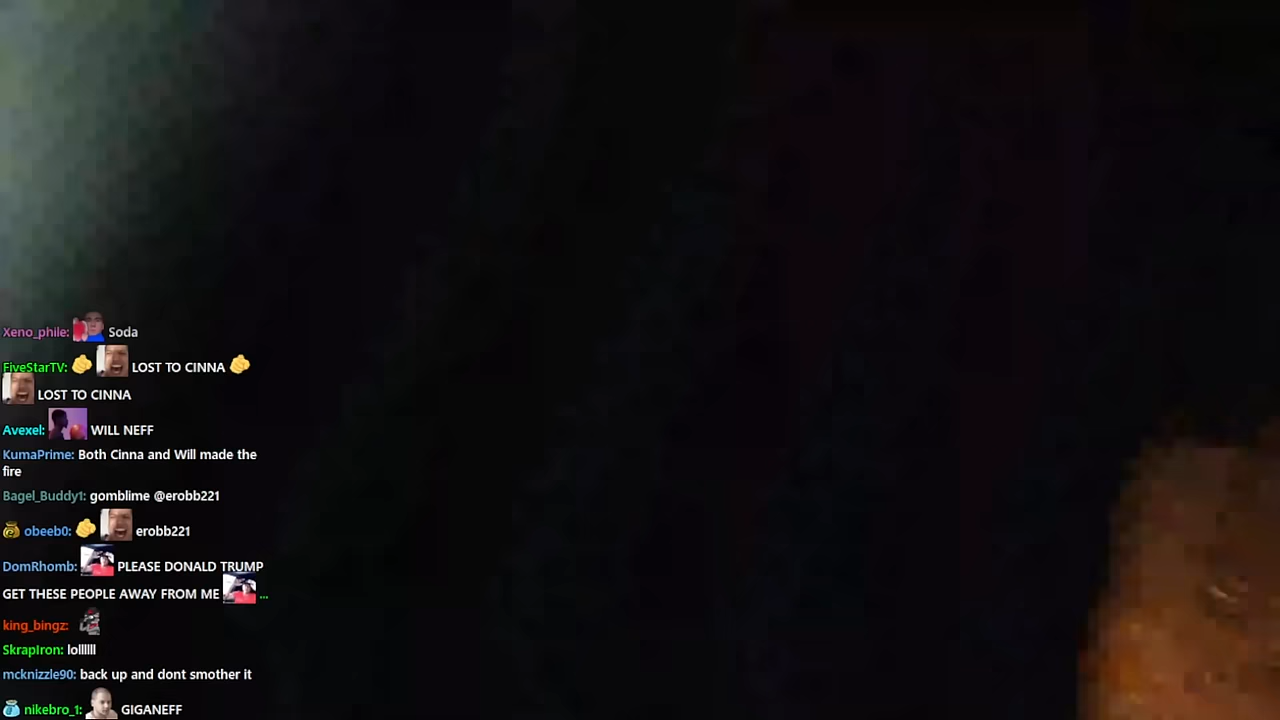 Xeno_phile: Soda
FiveStarTV: LOST TO CINNA
LOST TO CINNA
Avexel: WILL NEFF
KumaPrime: Both Cinna and Will made the
fire
Bagel_Buddy1: gomblime @erobb221
obeeb0: erobb221
DomRhomb: PLEASE DONALD TRUMP
GET THESE PEOPLE AWAY FROM ME ...
king_bingz:
SkrapIron: lollllll
mcknizzle90: back up and dont smother it
nikebro_1: GIGANEFF